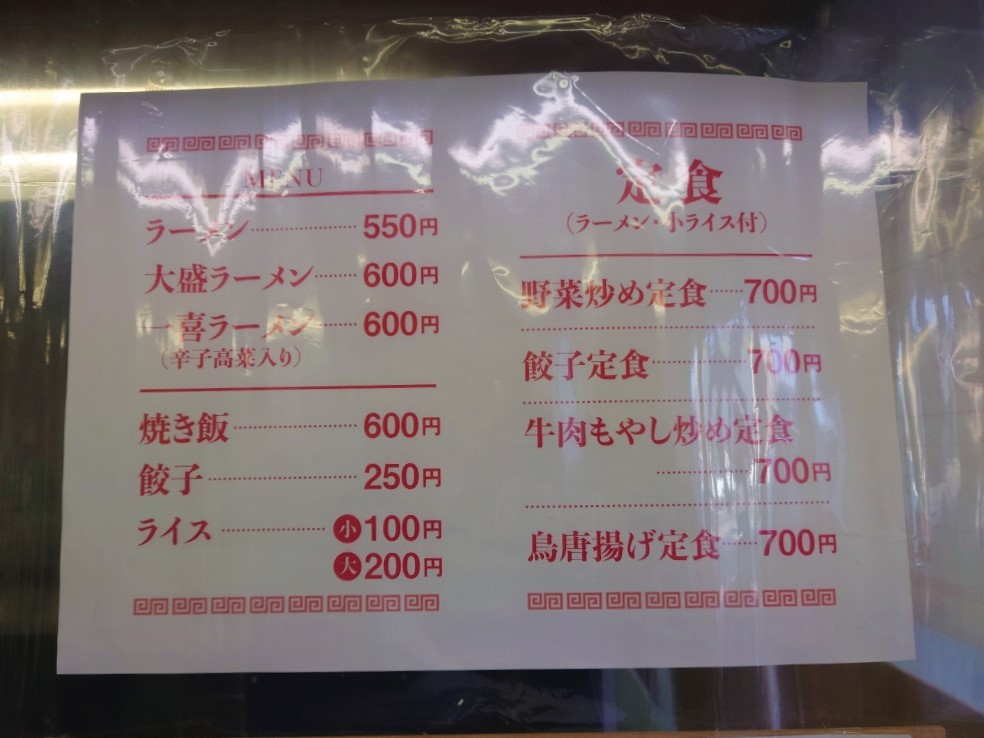 MENU
ラーメン 550円
大盛ラーメン 600円
一喜ラーメン 600円
（辛子高菜入り）
焼き飯 600円
餃子 250円
ライス 小 100円
大 200円
定食
（ラーメン・小ライス付）
野菜炒め定食 700円
餃子定食 700円
牛肉もやし炒め定食
700円
鳥唐揚げ定食 700円